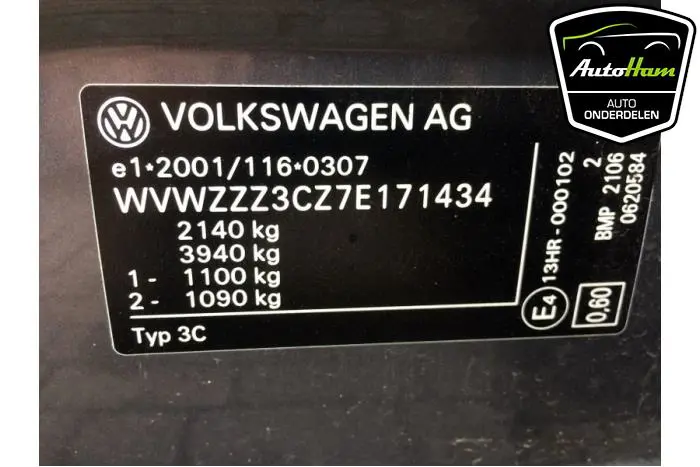 VOLKSWAGEN AG
e1*2001/116*0307
WVWZZZ3CZ7E171434
2140 kg
3940 kg
1 - 1100 kg
2 - 1090 kg
Typ 3C
E4
13HR - 000102
2
BMP 2106
0620584
0,60
AutoHam
AUTO
ONDERDELEN